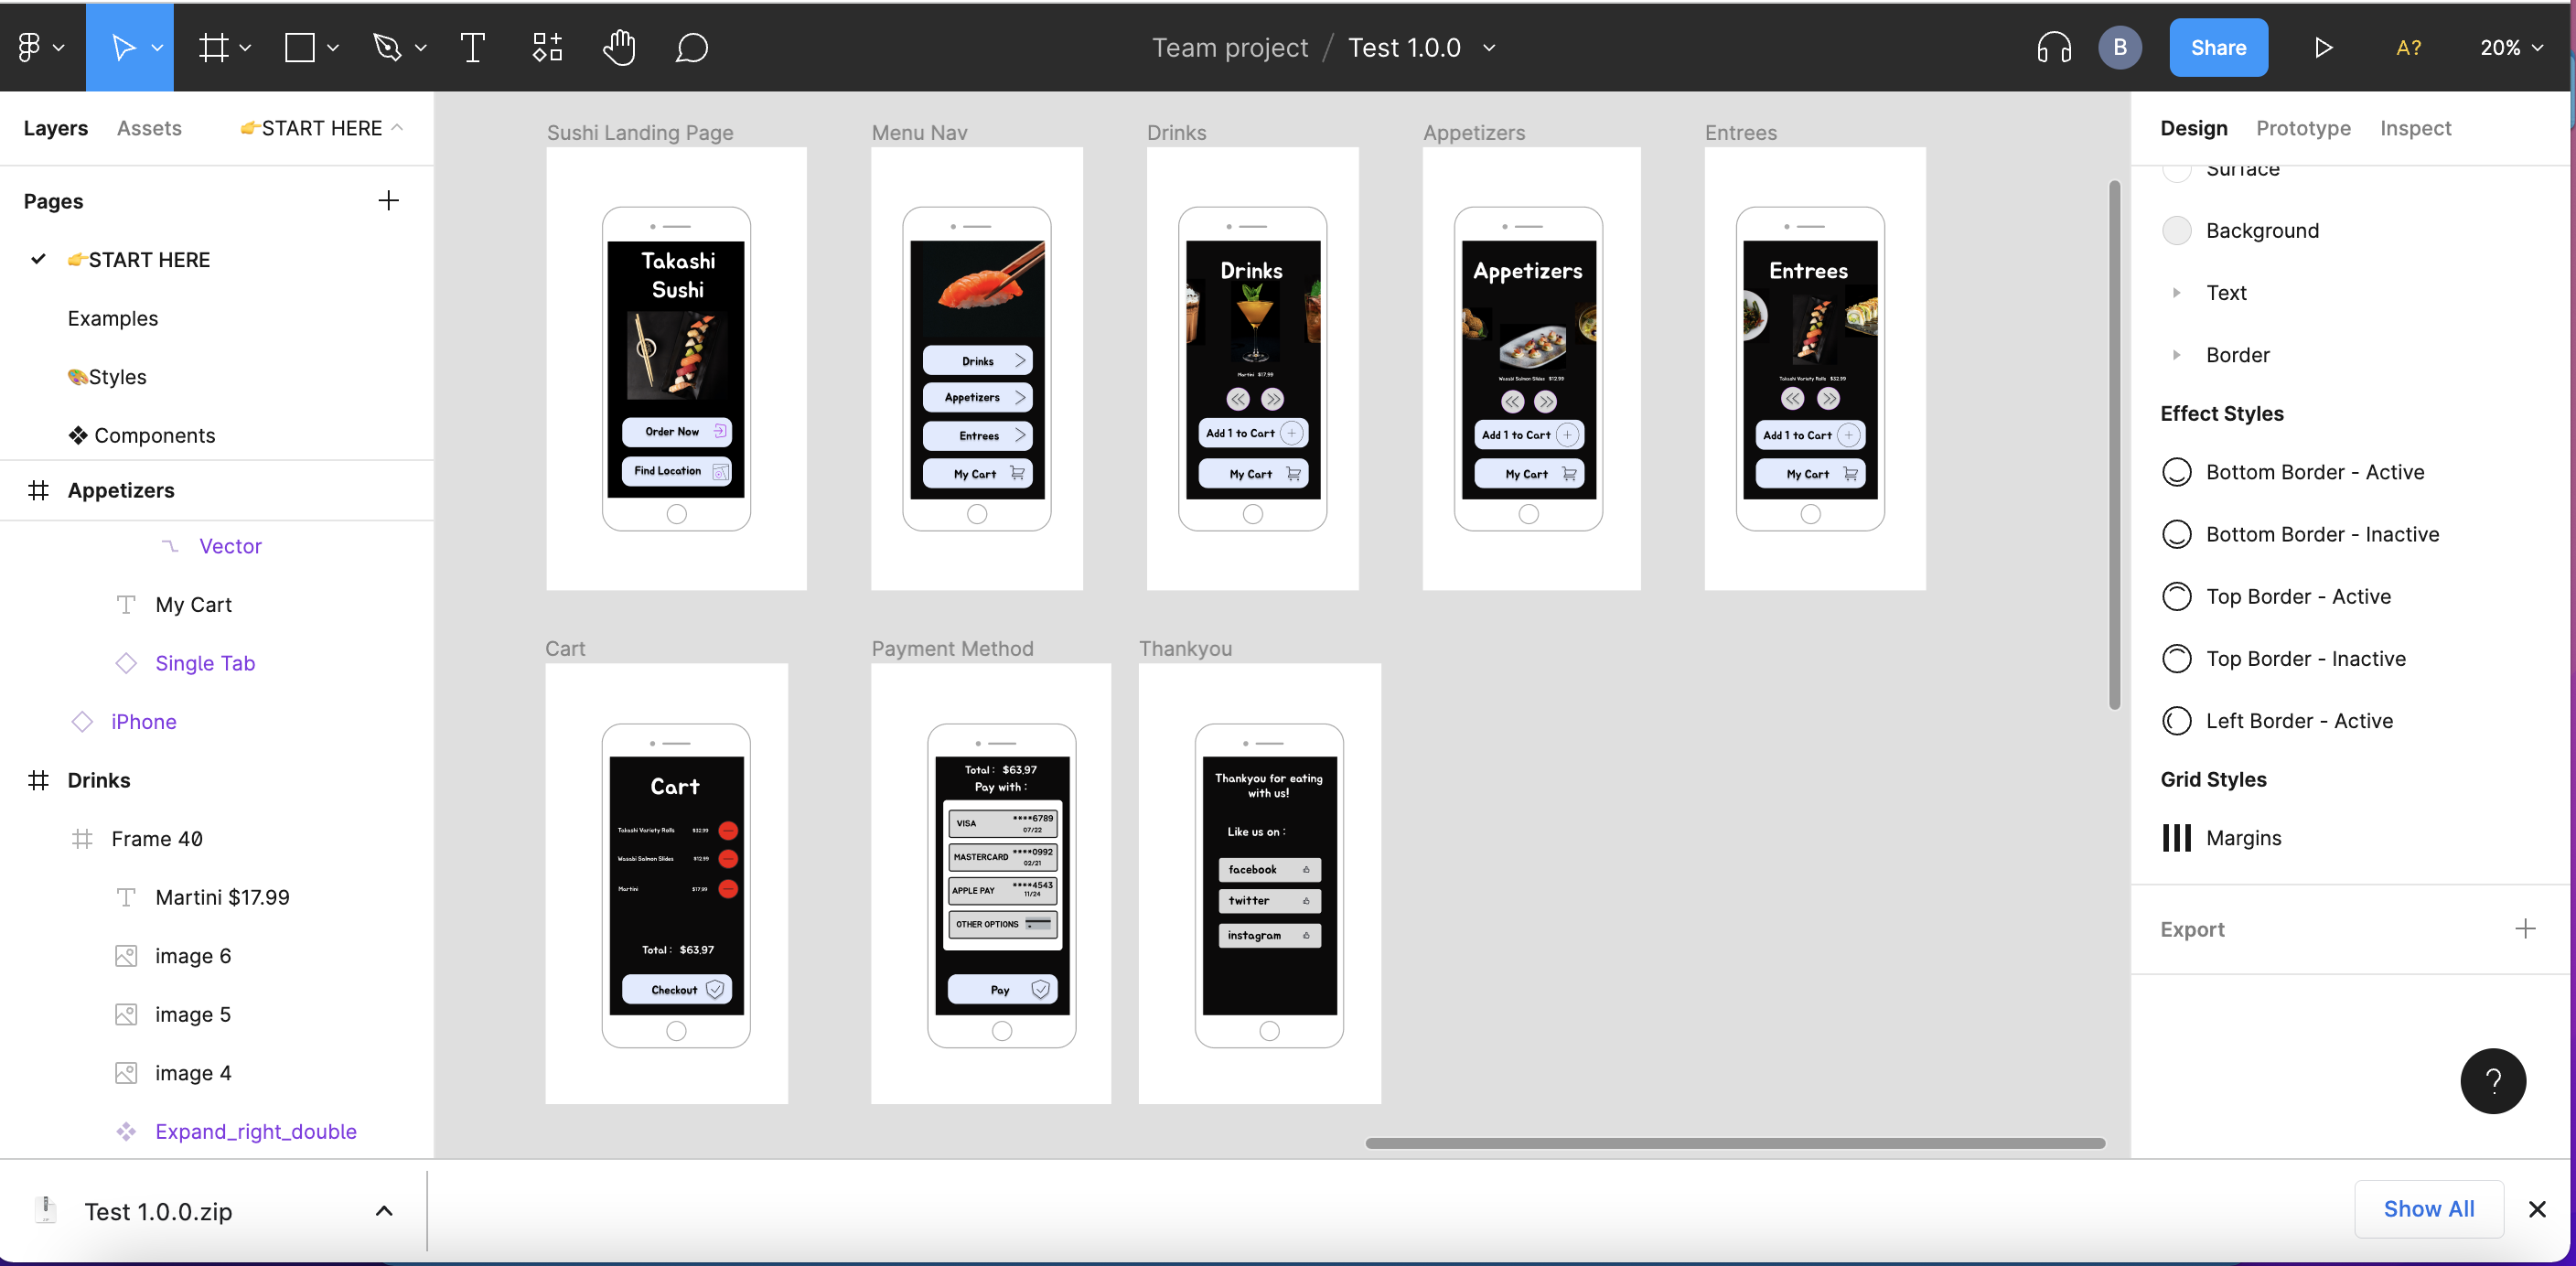 Team project / Test 1.0.0
B
Share
A?
20%
Layers
Assets
👉START HERE
Pages
👉START HERE
Examples
🎨Styles
Components
Appetizers
Vector
My Cart
Single Tab
iPhone
Drinks
Frame 40
Martini $17.99
image 6
image 5
image 4
Expand_right_double
Sushi Landing Page
Takashi
Sushi
Order Now
Find Location
Menu Nav
Drinks
Appetizers
Entrees
My Cart
Drinks
Drinks
Martini $17.99
Add 1 to Cart
My Cart
Appetizers
Appetizers
Wasabi Salmon Slides $12.99
Add 1 to Cart
My Cart
Entrees
Entrees
Takashi Variety Rolls $32.99
Add 1 to Cart
My Cart
Cart
Cart
Takashi Variety Rolls $32.99
Wasabi Salmon Slides $12.99
Martini $17.99
Total : $63.97
Checkout
Payment Method
Total : $63.97
Pay with :
VISA ****6789
07/22
MASTERCARD ****0992
02/21
APPLE PAY ****4543
11/24
OTHER OPTIONS
Pay
Thankyou
Thankyou for eating
with us!
Like us on :
facebook
twitter
instagram
Design
Prototype
Inspect
Surface
Background
Text
Border
Effect Styles
Bottom Border - Active
Bottom Border - Inactive
Top Border - Active
Top Border - Inactive
Left Border - Active
Grid Styles
Margins
Export
?
Test 1.0.0.zip
Show All